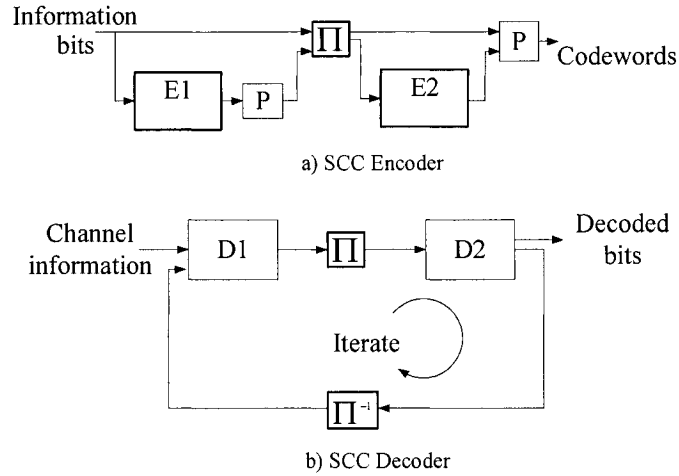 Information
bits
E1
P
Π
E2
P
Codewords
a) SCC Encoder
Channel
information
D1
Π
D2
Decoded
bits
Iterate
Π⁻¹
b) SCC Decoder